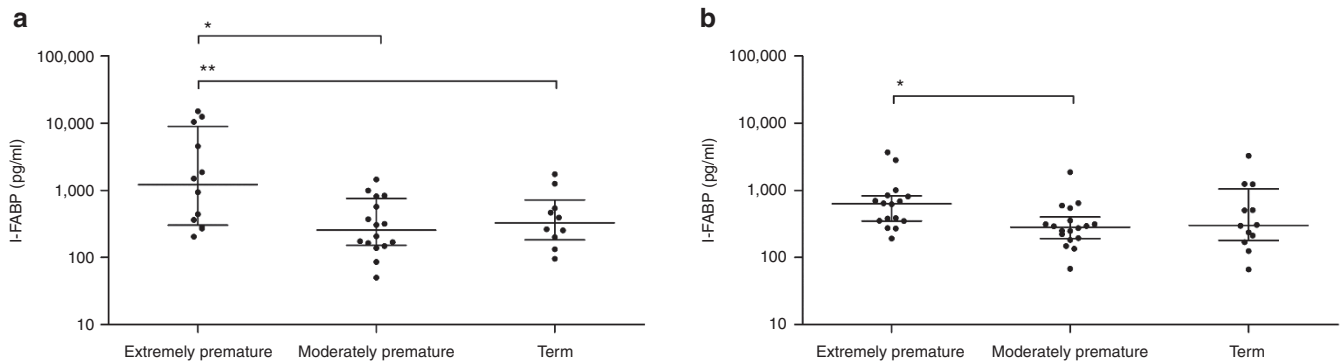 a
*
100,000
**
10,000
I-FABP (pg/ml)
1,000
100
10
Extremely premature
Moderately premature
Term
b
100,000
*
10,000
I-FABP (pg/ml)
1,000
100
10
Extremely premature
Moderately premature
Term